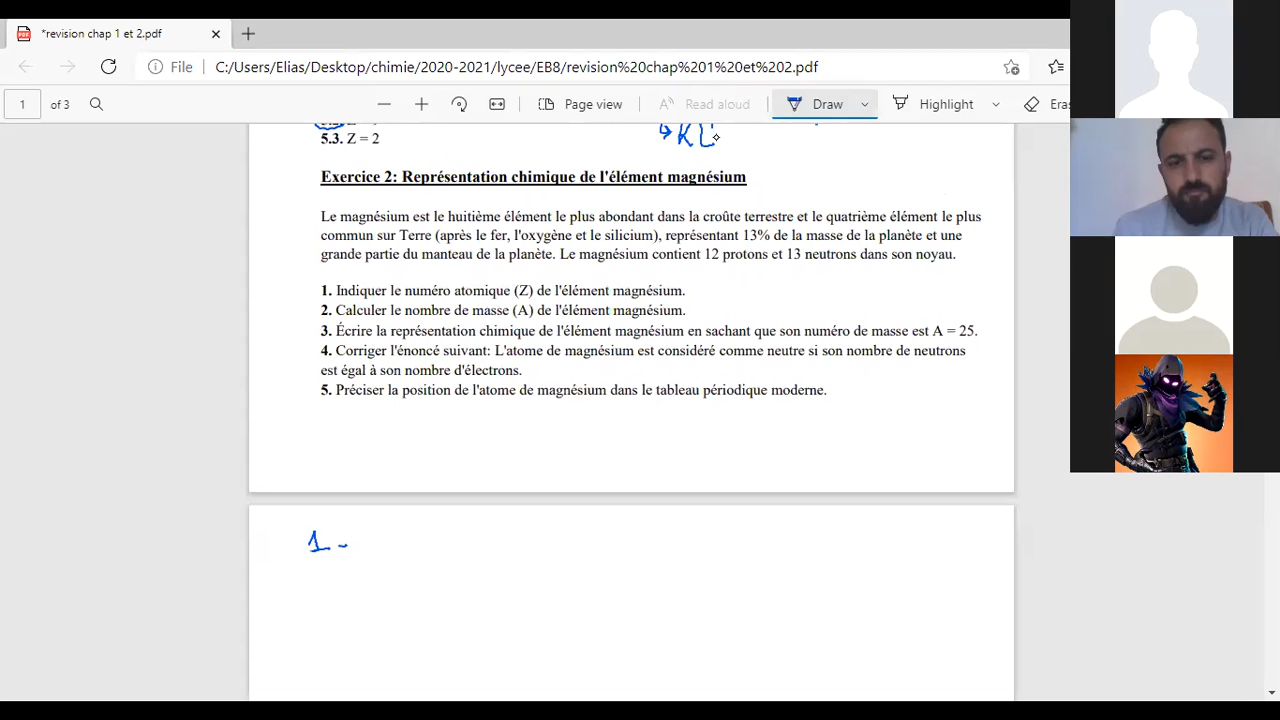 *revision chap 1 et 2.pdf
File
C:/Users/Elias/Desktop/chimie/2020-2021/lycee/EB8/revision%20chap%201%20et%202.pdf
1 of 3
Page view
Read aloud
Draw
Highlight
Eras
5.3. Z = 2
K L
Exercice 2: Représentation chimique de l'élément magnésium
Le magnésium est le huitième élément le plus abondant dans la croûte terrestre et le quatrième élément le plus
commun sur Terre (après le fer, l'oxygène et le silicium), représentant 13% de la masse de la planète et une
grande partie du manteau de la planète. Le magnésium contient 12 protons et 13 neutrons dans son noyau.
1. Indiquer le numéro atomique (Z) de l'élément magnésium.
2. Calculer le nombre de masse (A) de l'élément magnésium.
3. Écrire la représentation chimique de l'élément magnésium en sachant que son numéro de masse est A = 25.
4. Corriger l'énoncé suivant: L'atome de magnésium est considéré comme neutre si son nombre de neutrons
est égal à son nombre d'électrons.
5. Préciser la position de l'atome de magnésium dans le tableau périodique moderne.
1 -